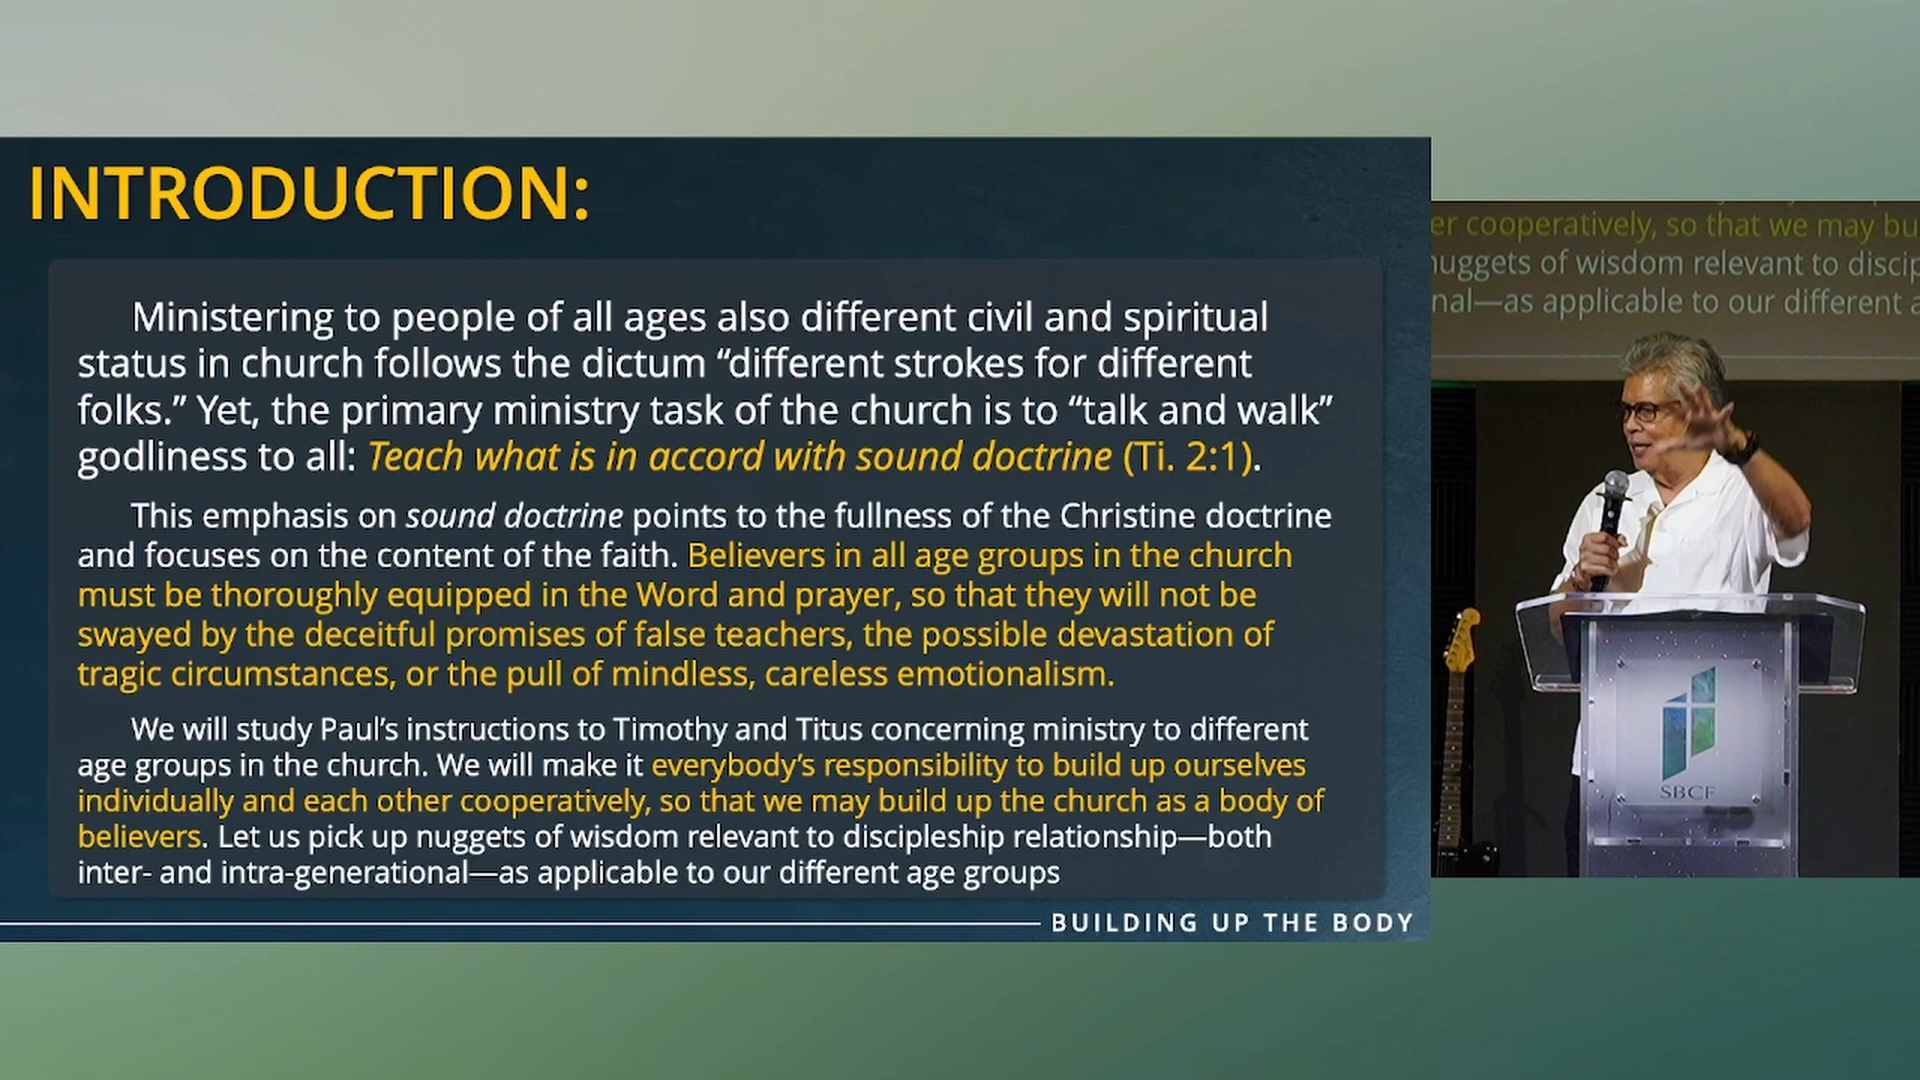 INTRODUCTION:
Ministering to people of all ages also different civil and spiritual
status in church follows the dictum “different strokes for different
folks.” Yet, the primary ministry task of the church is to “talk and walk”
godliness to all: Teach what is in accord with sound doctrine (Ti. 2:1).
This emphasis on sound doctrine points to the fullness of the Christine doctrine
and focuses on the content of the faith. Believers in all age groups in the church
must be thoroughly equipped in the Word and prayer, so that they will not be
swayed by the deceitful promises of false teachers, the possible devastation of
tragic circumstances, or the pull of mindless, careless emotionalism.
We will study Paul’s instructions to Timothy and Titus concerning ministry to different
age groups in the church. We will make it everybody’s responsibility to build up ourselves
individually and each other cooperatively, so that we may build up the church as a body of
believers. Let us pick up nuggets of wisdom relevant to discipleship relationship—both
inter- and intra-generational—as applicable to our different age groups
BUILDING UP THE BODY
er cooperatively, so that we may bu
nuggets of wisdom relevant to discip
nal—as applicable to our different a
SBCF